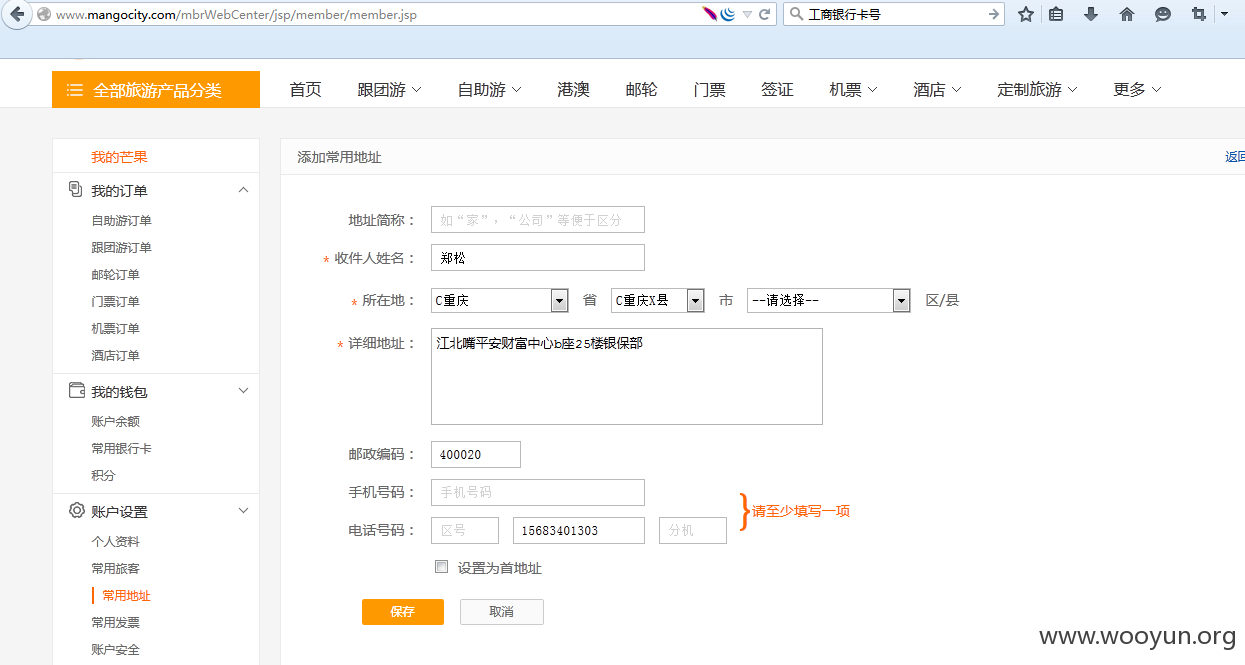 www.mangocity.com/mbrWebCenter/jsp/member/member.jsp
工商银行卡号
全部旅游产品分类 首页 跟团游 自助游 港澳 邮轮 门票 签证 机票 酒店 定制旅游 更多
我的芒果
我的订单
自助游订单
跟团游订单
邮轮订单
门票订单
机票订单
酒店订单
我的钱包
账户余额
常用银行卡
积分
账户设置
个人资料
常用旅客
常用地址
常用发票
账户安全
添加常用地址 返回
地址简称： 如“家”，“公司”等便于区分
* 收件人姓名： 郑松
* 所在地： C重庆 省 C重庆X县 市 --请选择-- 区/县
* 详细地址： 江北嘴平安财富中心b座25楼银保部
邮政编码： 400020
手机号码： 手机号码
请至少填写一项
电话号码： 区号 15683401303 分机
设置为首地址
保存 取消
www.wooyun.org